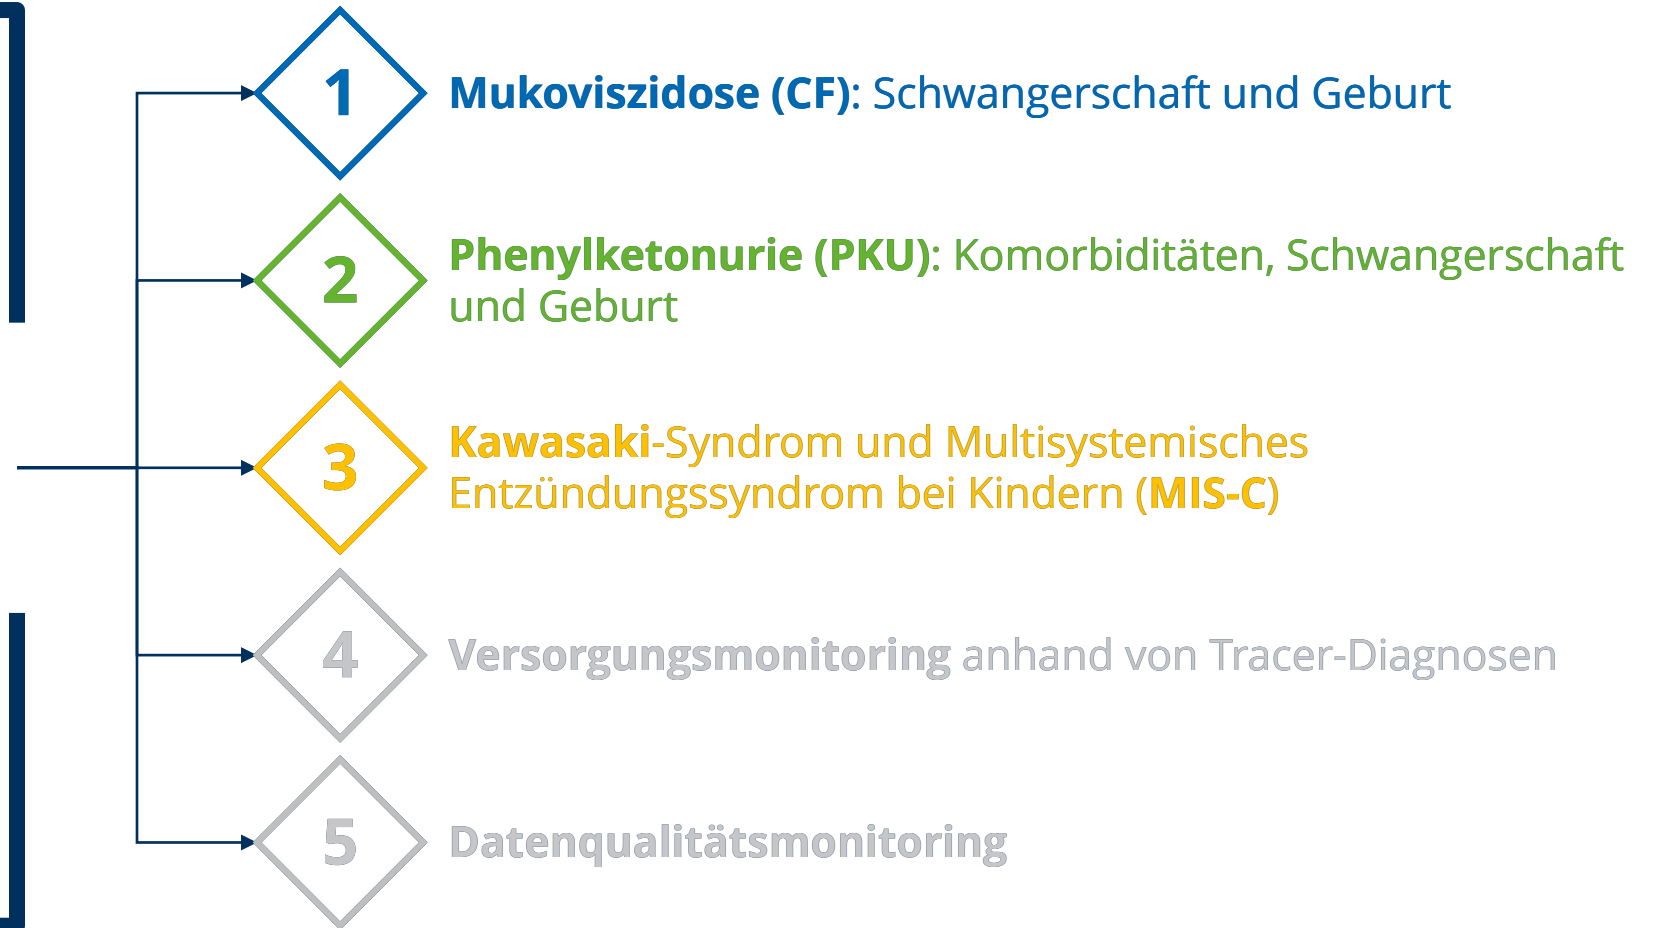 1
Mukoviszidose (CF): Schwangerschaft und Geburt
2
Phenylketonurie (PKU): Komorbiditäten, Schwangerschaft
und Geburt
3
Kawasaki-Syndrom und Multisystemisches
Entzündungssyndrom bei Kindern (MIS-C)
4
Versorgungsmonitoring anhand von Tracer-Diagnosen
5
Datenqualitätsmonitoring